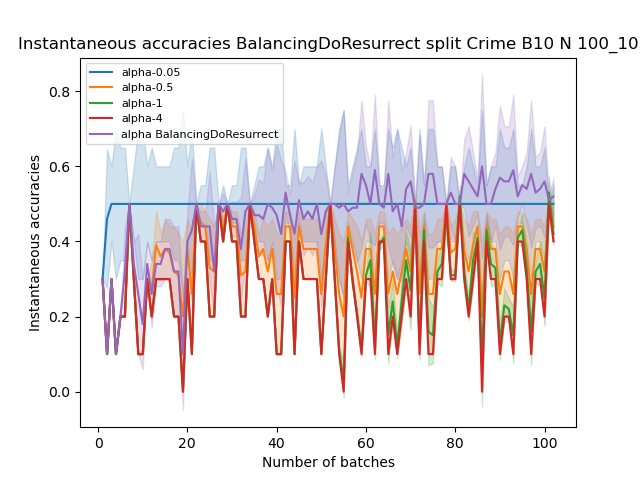 Instantaneous accuracies BalancingDoResurrect split Crime B10 N 100_10
Instantaneous accuracies
0.8
0.6
0.4
0.2
0.0
alpha-0.05
alpha-0.5
alpha-1
alpha-4
alpha BalancingDoResurrect
0 20 40 60 80 100
Number of batches